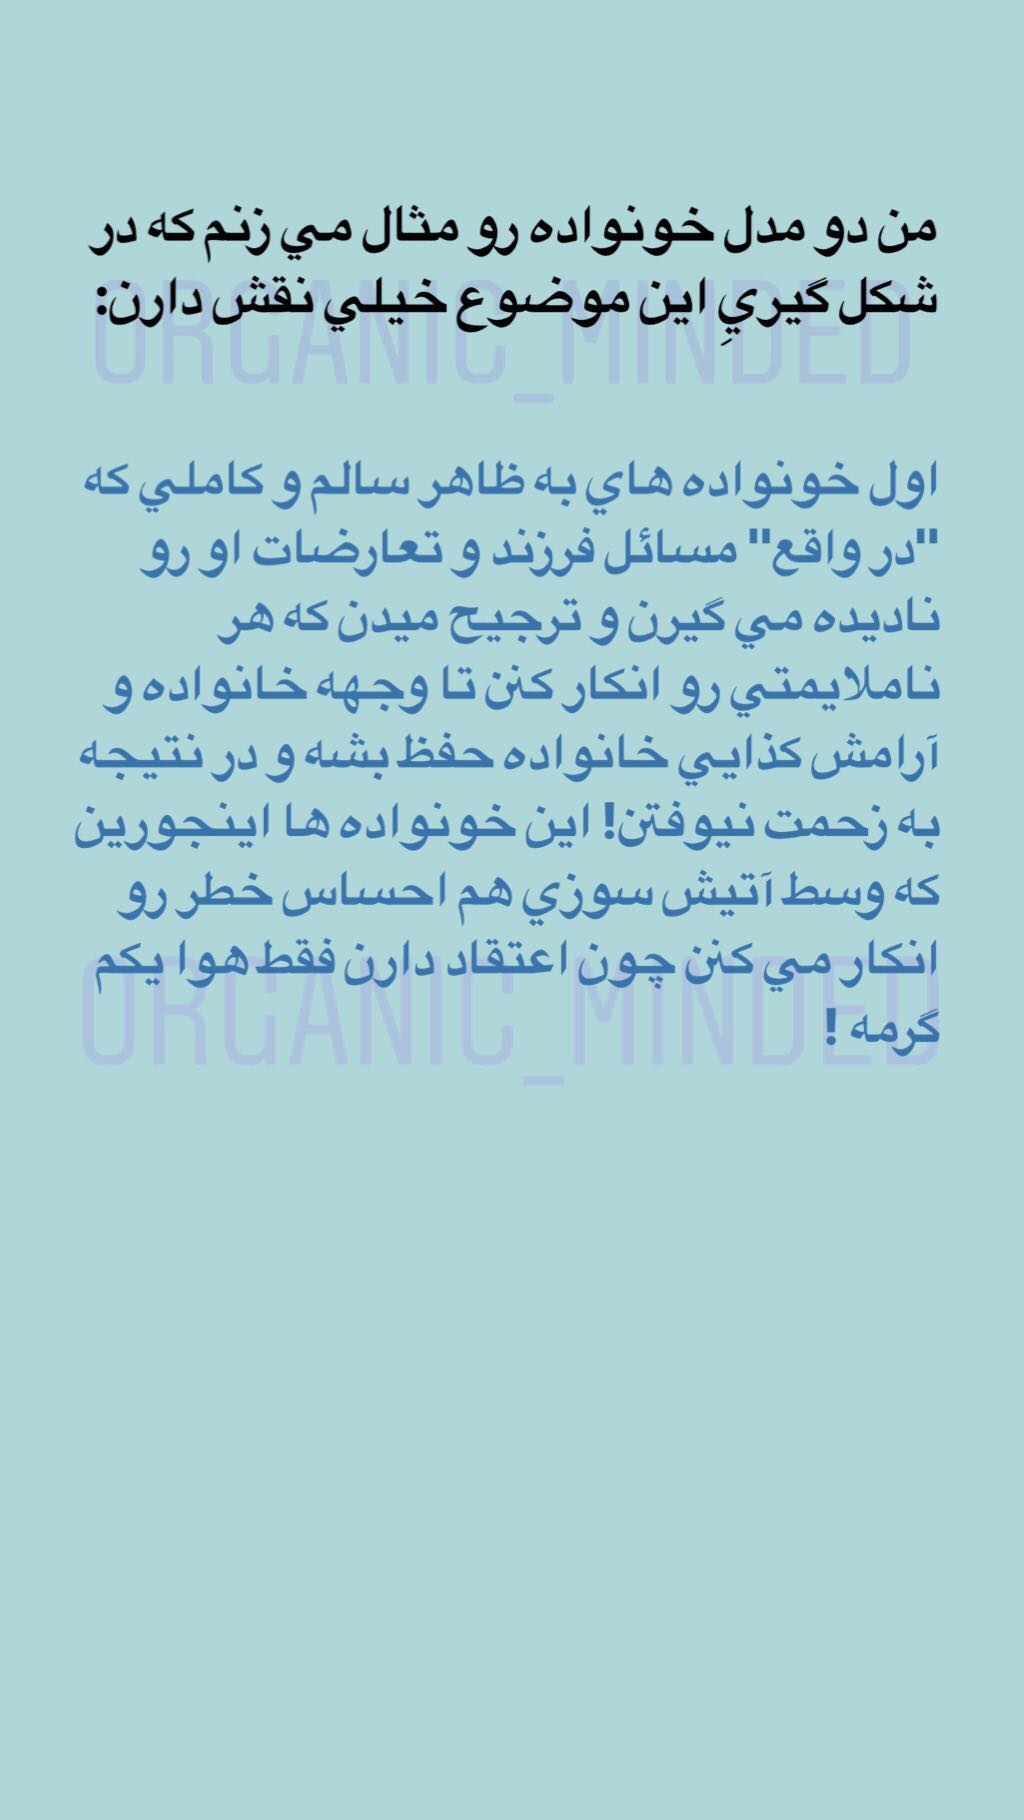 من دو مدل خونواده رو مثال مي زنم كه در
شكل گيريِ اين موضوع خيلي نقش دارن:
ORGANIC_MINDED
اول خونواده هاي به ظاهر سالم و كاملي كه
"در واقع" مسائل فرزند و تعارضات او رو
ناديده مي گيرن و ترجيح ميدن كه هر
ناملايمتي رو انكار كنن تا وجهه خانواده و
آرامش كذايي خانواده حفظ بشه و در نتيجه
به زحمت نيوفتن! اين خونواده ها اينجورين
كه وسط آتيش سوزي هم احساس خطر رو
انكار مي كنن چون اعتقاد دارن فقط هوا يكم
گرمه !
ORGANIC_MINDED